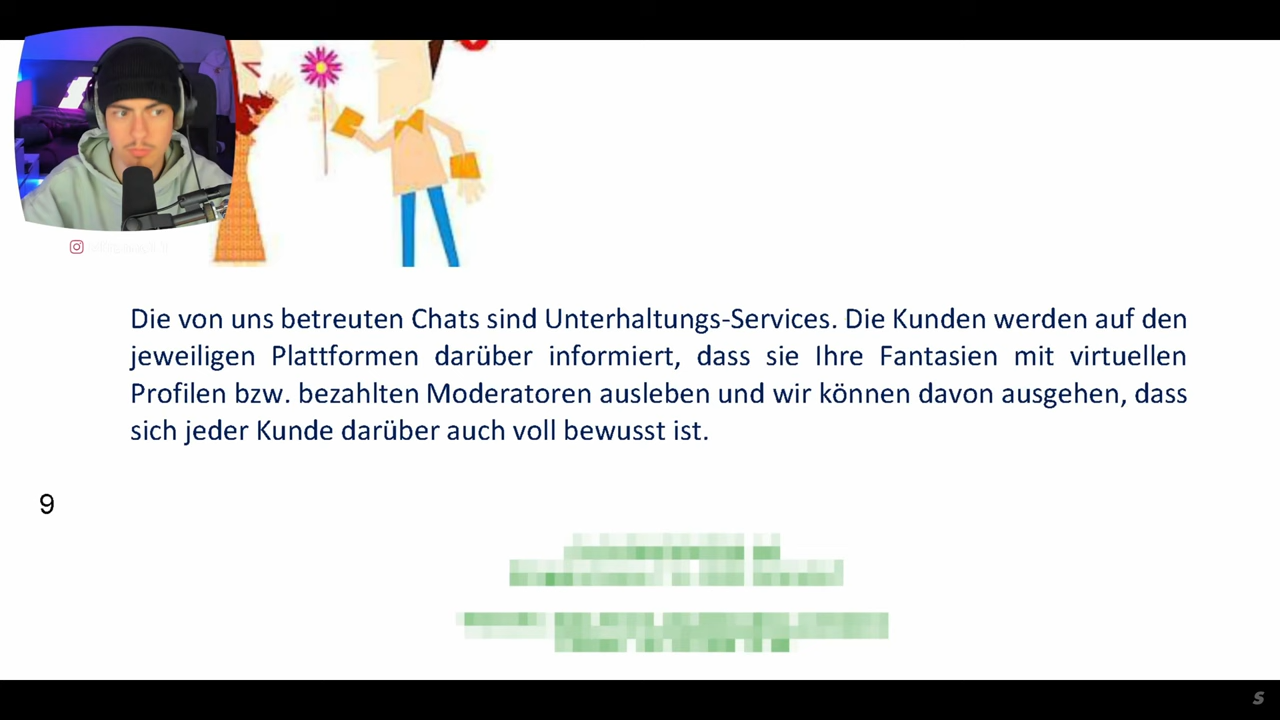 Die von uns betreuten Chats sind Unterhaltungs-Services. Die Kunden werden auf den
jeweiligen Plattformen darüber informiert, dass sie Ihre Fantasien mit virtuellen
Profilen bzw. bezahlten Moderatoren ausleben und wir können davon ausgehen, dass
sich jeder Kunde darüber auch voll bewusst ist.
9
S